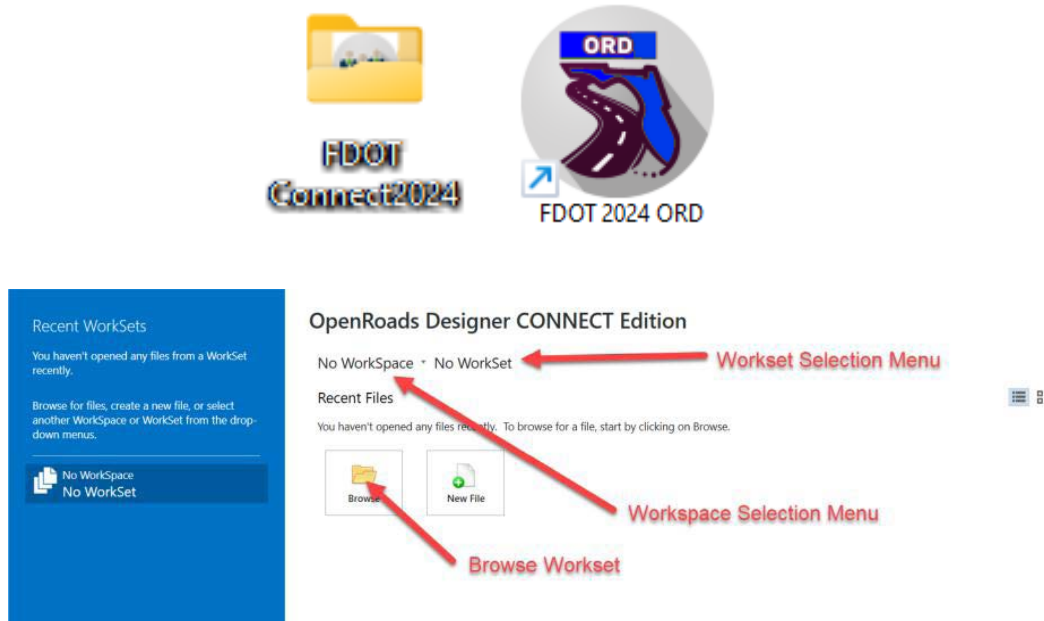 ORD
FDOT
Connect2024
FDOT 2024 ORD
Recent WorkSets
You haven't opened any files from a WorkSet
recently.
Browse for files, create a new file, or select
another WorkSpace or WorkSet from the drop-
down menus.
No WorkSpace
No WorkSet
OpenRoads Designer CONNECT Edition
No WorkSpace No WorkSet
Workset Selection Menu
Recent Files
You haven't opened any files recently. To browse for a file, start by clicking on Browse.
Browse
New File
Workspace Selection Menu
Browse Workset